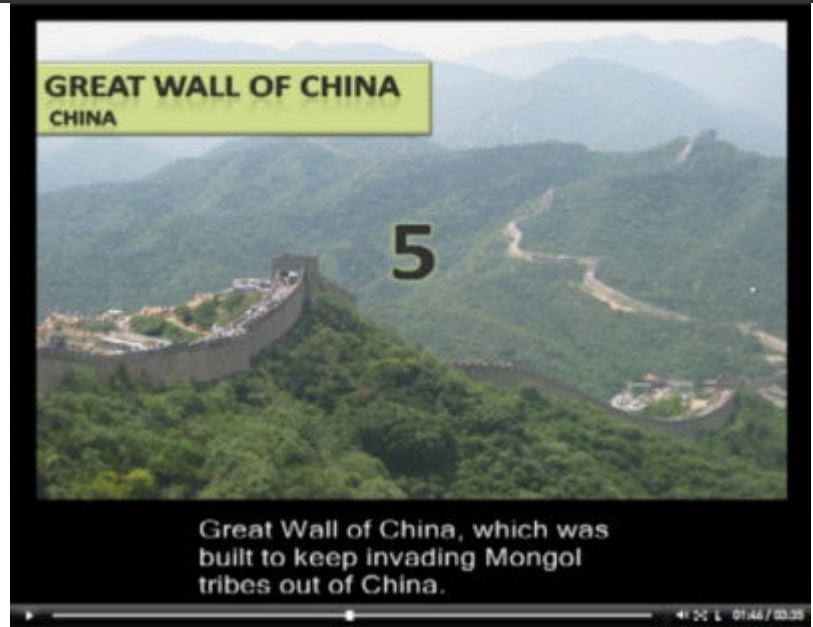 GREAT WALL OF CHINA
CHINA
5
Great Wall of China, which was
built to keep invading Mongol
tribes out of China.
01:46 / 03:35